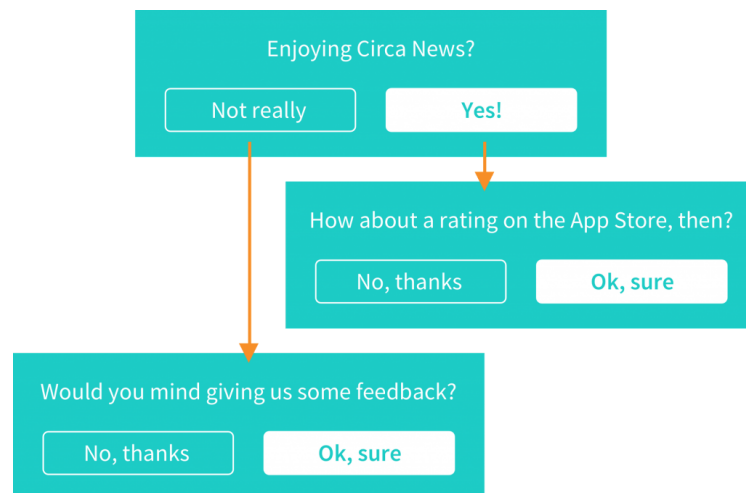 Enjoying Circa News?
Not really
Yes!
How about a rating on the App Store, then?
No, thanks
Ok, sure
Would you mind giving us some feedback?
No, thanks
Ok, sure